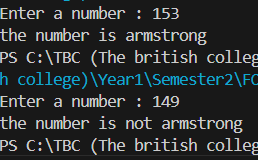 Enter a number : 153
the number is armstrong
PS C:\TBC (The british colleg
h college)\Year1\Semester2\FC
Enter a number : 149
the number is not armstrong
PS C:\TBC (The british colleg